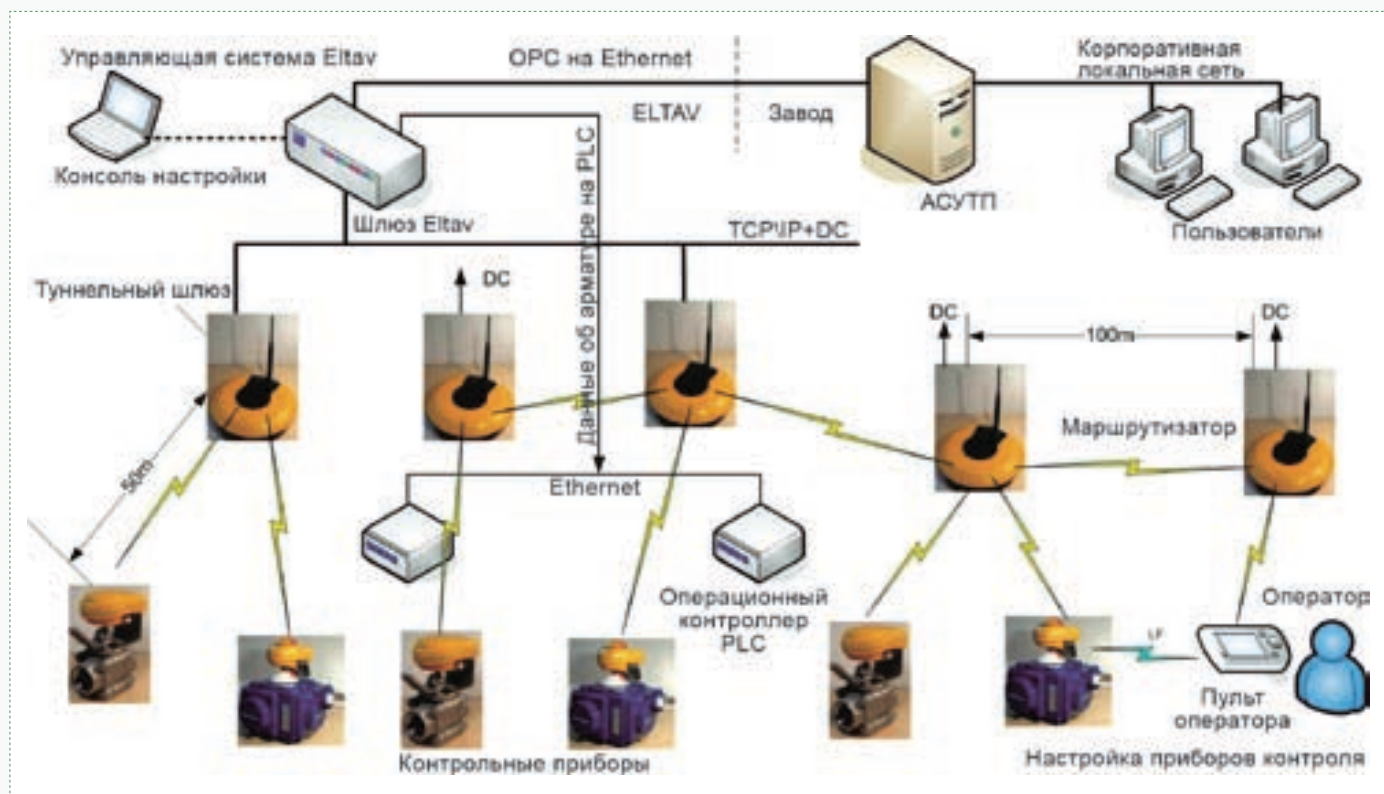 Управляющая система Eltav
OPC на Ethernet
Корпоративная
локальная сеть
ELTAV
Завод
Консоль настройки
Шлюз Eltav
АСУТП
Пользователи
TCP\IP+DC
Данные об арматуре на PLC
Туннельный шлюз
DC
DC
100m
DC
50m
Маршрутизатор
Ethernet
Операционный
контроллер
PLC
Оператор
LF
Пульт
оператора
Контрольные приборы
Настройка приборов контроля